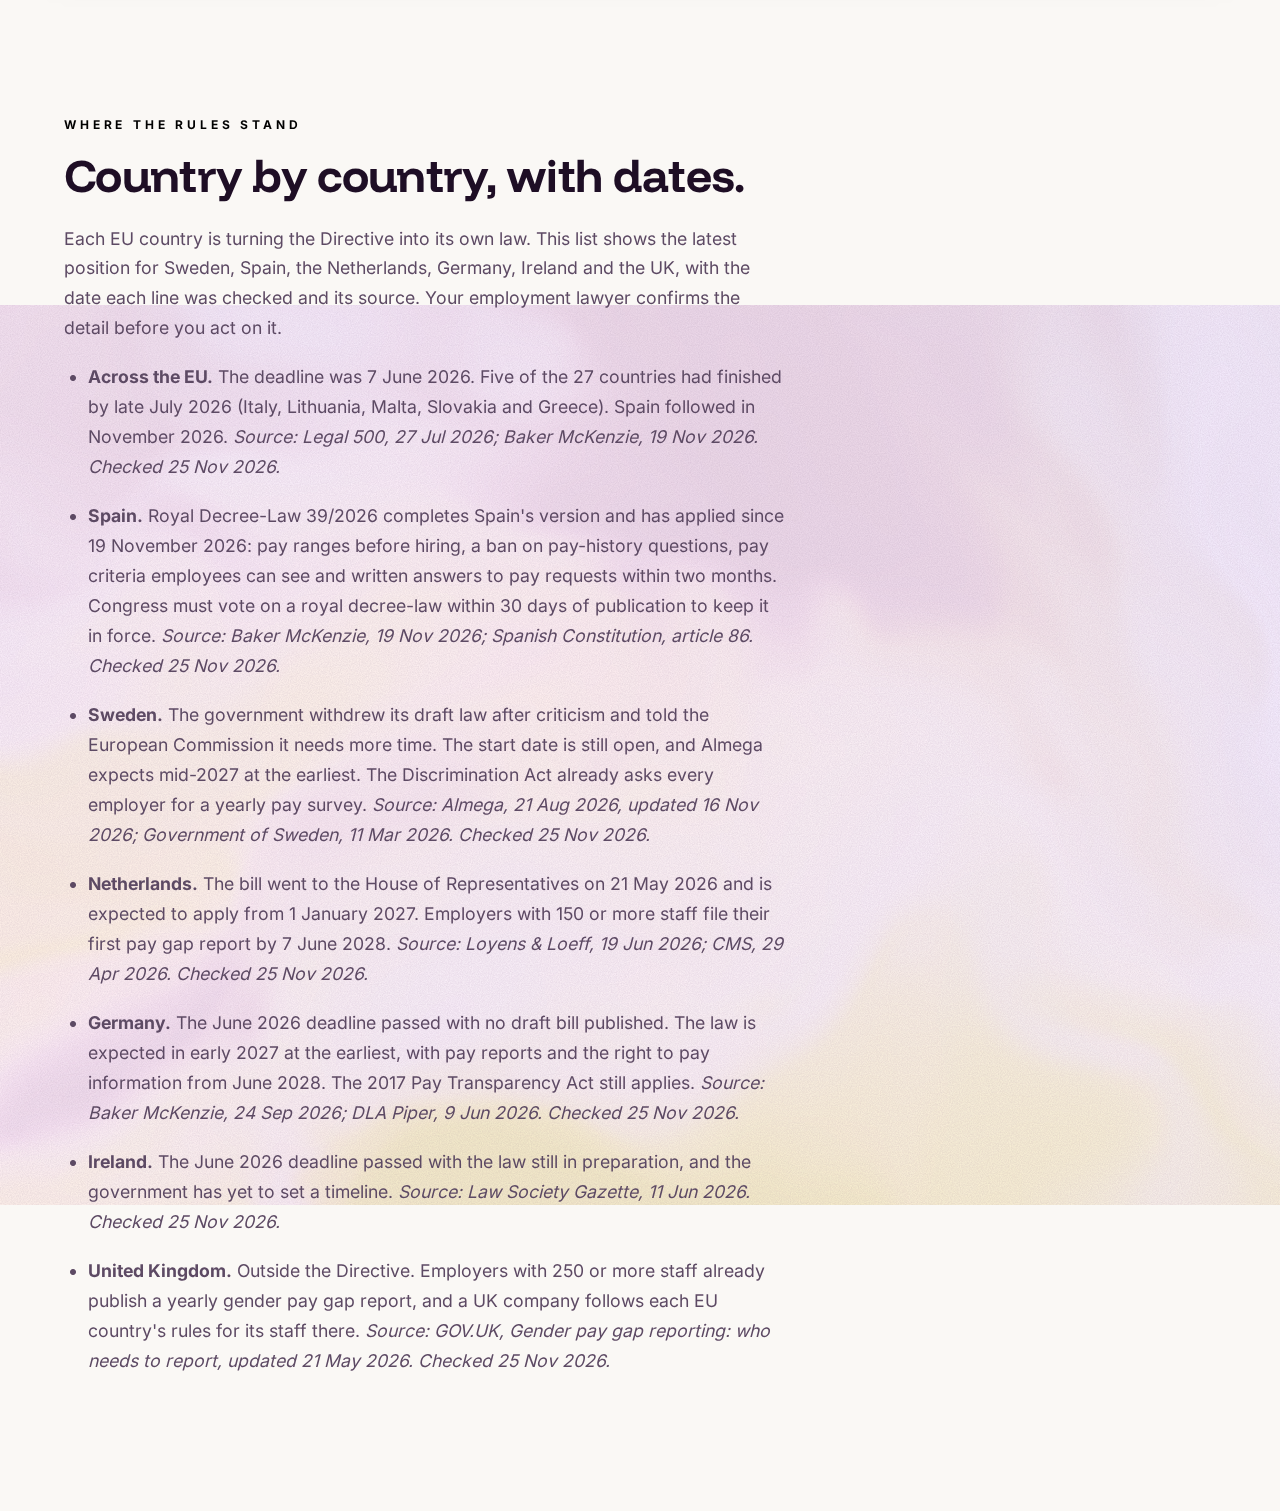 WHERE THE RULES STAND
Country by country, with dates.
Each EU country is turning the Directive into its own law. This list shows the latest
position for Sweden, Spain, the Netherlands, Germany, Ireland and the UK, with the
date each line was checked and its source. Your employment lawyer confirms the
detail before you act on it.
• Across the EU. The deadline was 7 June 2026. Five of the 27 countries had finished
by late July 2026 (Italy, Lithuania, Malta, Slovakia and Greece). Spain followed in
November 2026. Source: Legal 500, 27 Jul 2026; Baker McKenzie, 19 Nov 2026.
Checked 25 Nov 2026.
• Spain. Royal Decree-Law 39/2026 completes Spain's version and has applied since
19 November 2026: pay ranges before hiring, a ban on pay-history questions, pay
criteria employees can see and written answers to pay requests within two months.
Congress must vote on a royal decree-law within 30 days of publication to keep it
in force. Source: Baker McKenzie, 19 Nov 2026; Spanish Constitution, article 86.
Checked 25 Nov 2026.
• Sweden. The government withdrew its draft law after criticism and told the
European Commission it needs more time. The start date is still open, and Almega
expects mid-2027 at the earliest. The Discrimination Act already asks every
employer for a yearly pay survey. Source: Almega, 21 Aug 2026, updated 16 Nov
2026; Government of Sweden, 11 Mar 2026. Checked 25 Nov 2026.
• Netherlands. The bill went to the House of Representatives on 21 May 2026 and is
expected to apply from 1 January 2027. Employers with 150 or more staff file their
first pay gap report by 7 June 2028. Source: Loyens & Loeff, 19 Jun 2026; CMS, 29
Apr 2026. Checked 25 Nov 2026.
• Germany. The June 2026 deadline passed with no draft bill published. The law is
expected in early 2027 at the earliest, with pay reports and the right to pay
information from June 2028. The 2017 Pay Transparency Act still applies. Source:
Baker McKenzie, 24 Sep 2026; DLA Piper, 9 Jun 2026. Checked 25 Nov 2026.
• Ireland. The June 2026 deadline passed with the law still in preparation, and the
government has yet to set a timeline. Source: Law Society Gazette, 11 Jun 2026.
Checked 25 Nov 2026.
• United Kingdom. Outside the Directive. Employers with 250 or more staff already
publish a yearly gender pay gap report, and a UK company follows each EU
country's rules for its staff there. Source: GOV.UK, Gender pay gap reporting: who
needs to report, updated 21 May 2026. Checked 25 Nov 2026.